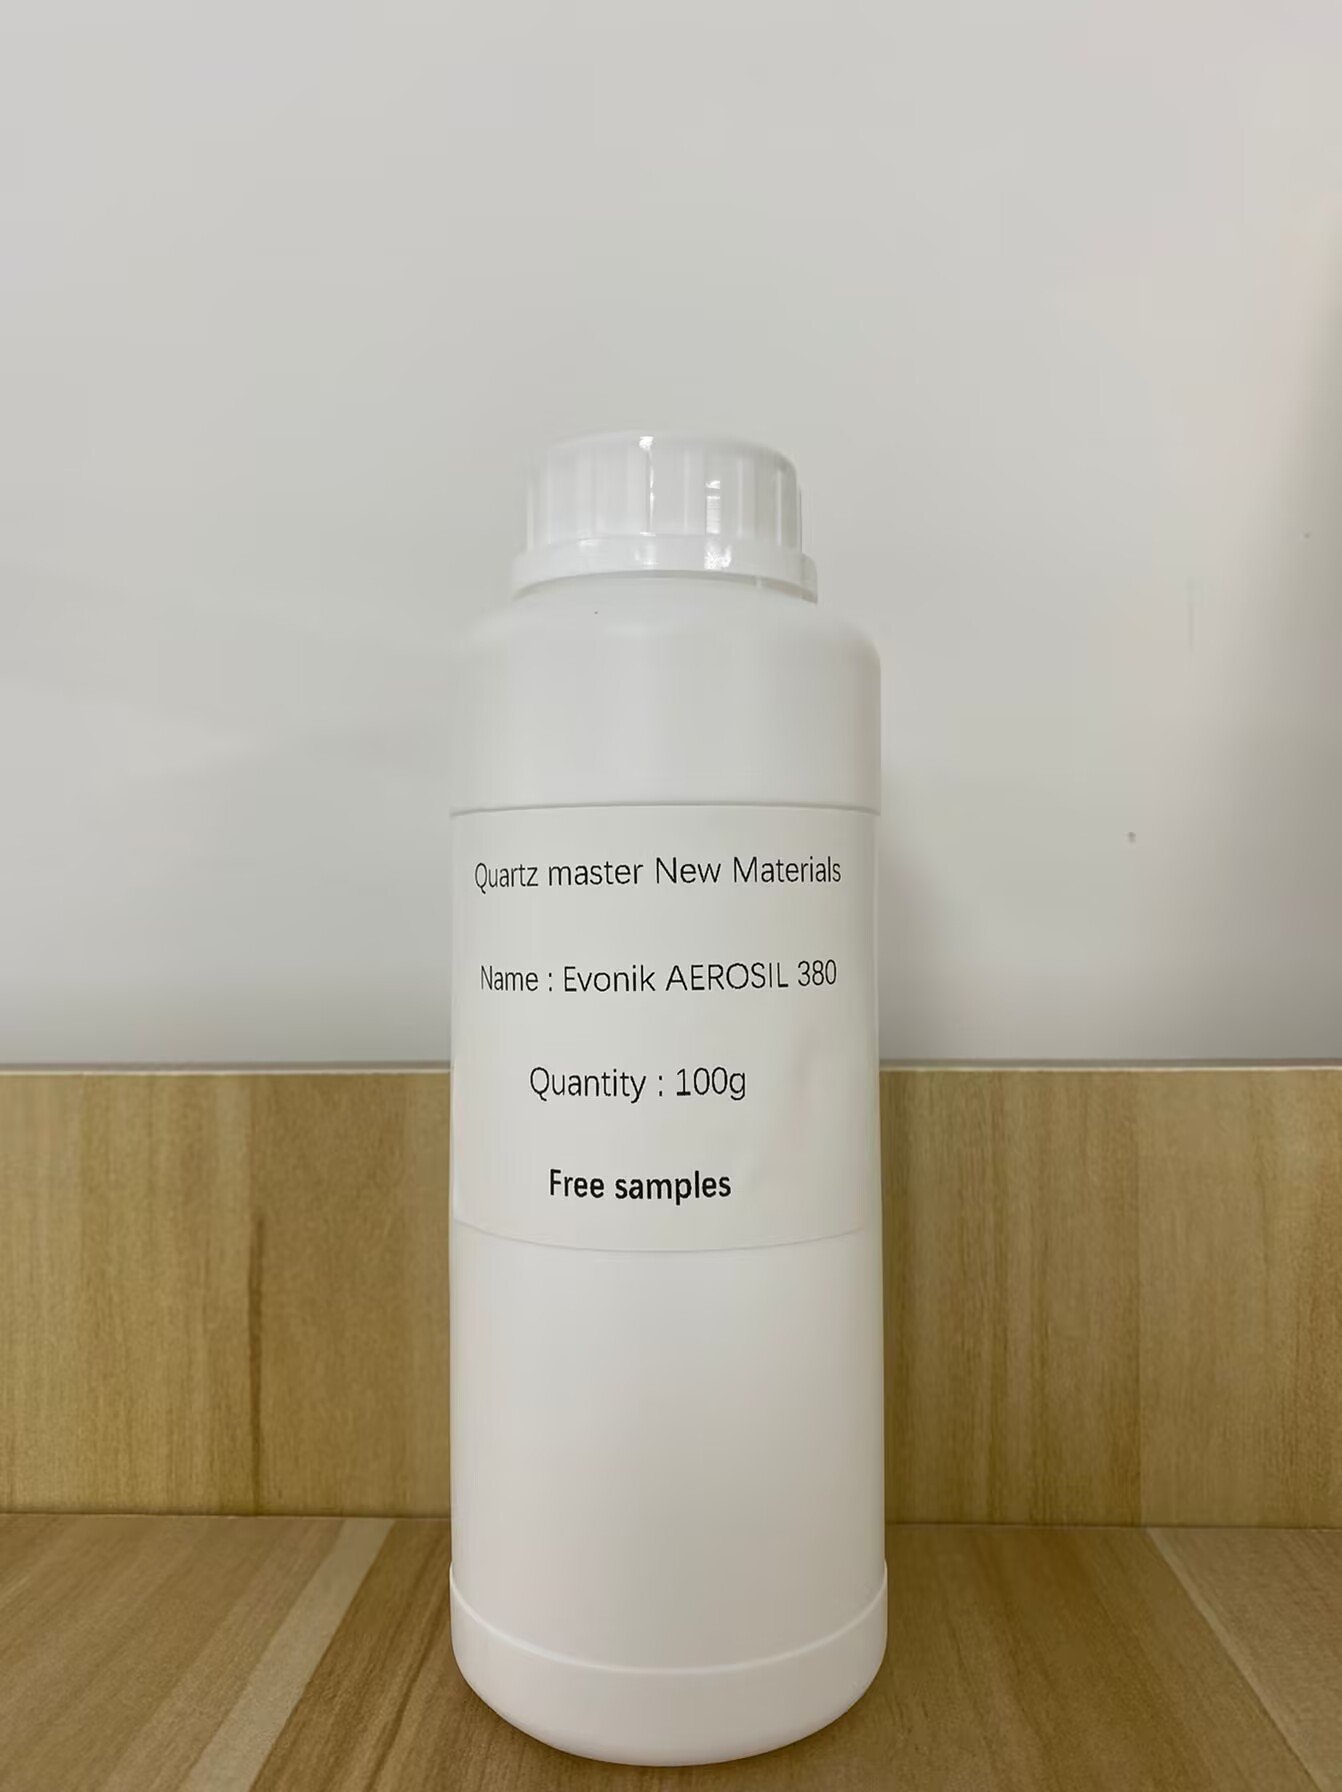 Quartz master New Materials
Name : Evonik AEROSIL 380
Quantity : 100g
Free samples